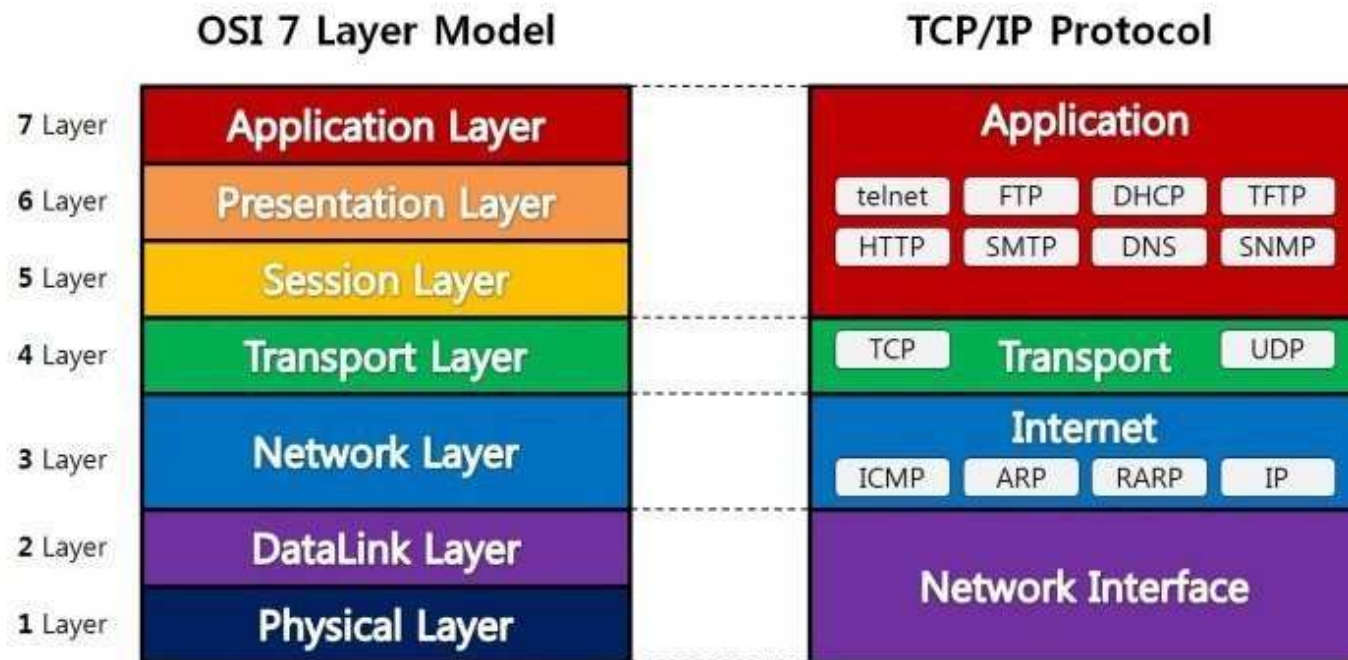 OSI 7 Layer Model
7 Layer
Application Layer
6 Layer
Presentation Layer
5 Layer
Session Layer
4 Layer
Transport Layer
3 Layer
Network Layer
2 Layer
DataLink Layer
1 Layer
Physical Layer
TCP/IP Protocol
Application
telnet FTP DHCP TFTP
HTTP SMTP DNS SNMP
TCP Transport UDP
Internet
ICMP ARP RARP IP
Network Interface